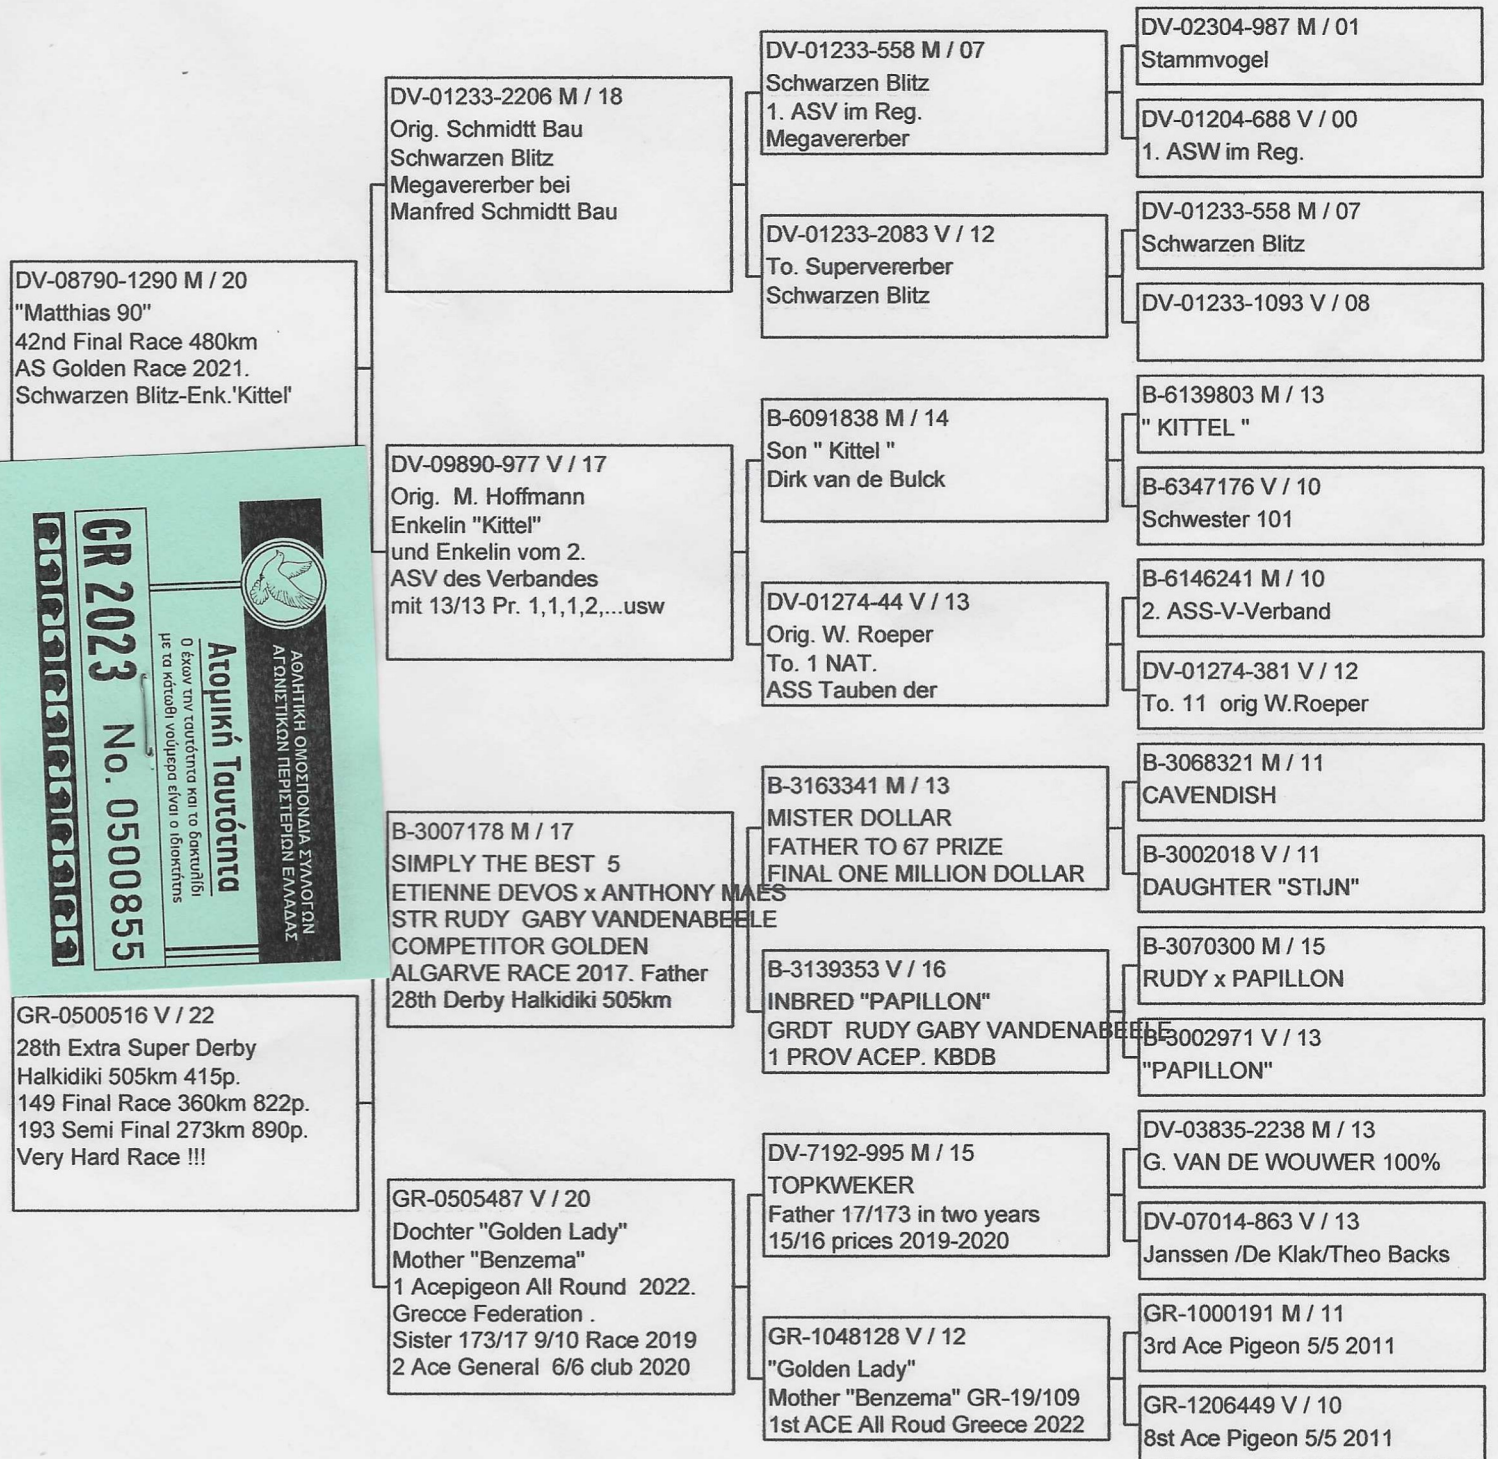 DV-08790-1290 M / 20
"Matthias 90"
42nd Final Race 480km
AS Golden Race 2021.
Schwarzen Blitz-Enk.'Kittel'
ΑΘΛΗΤΙΚΗ ΟΜΟΣΠΟΝΔΙΑ ΣΥΛΛΟΓΩΝ
ΑΓΩΝΙΣΤΙΚΩΝ ΠΕΡΙΣΤΕΡΙΩΝ ΕΛΛΑΔΑΣ
Ατομική Ταυτότητα
Ο έχων την ταυτότητα και το δακτυλίδι
με τα κάτωθι νούμερα είναι ο ιδιοκτήτης
GR 2023 No. 0500855
GR-0500516 V / 22
28th Extra Super Derby
Halkidiki 505km 415p.
149 Final Race 360km 822p.
193 Semi Final 273km 890p.
Very Hard Race !!!
DV-01233-2206 M / 18
Orig. Schmidtt Bau
Schwarzen Blitz
Megavererber bei
Manfred Schmidtt Bau
DV-09890-977 V / 17
Orig. M. Hoffmann
Enkelin "Kittel"
und Enkelin vom 2.
ASV des Verbandes
mit 13/13 Pr. 1,1,1,2,...usw
B-3007178 M / 17
SIMPLY THE BEST 5
ETIENNE DEVOS x ANTHONY MAES
STR RUDY GABY VANDENABEELE
COMPETITOR GOLDEN
ALGARVE RACE 2017. Father
28th Derby Halkidiki 505km
GR-0505487 V / 20
Dochter "Golden Lady"
Mother "Benzema"
1 Acepigeon All Round 2022.
Grecce Federation .
Sister 173/17 9/10 Race 2019
2 Ace General 6/6 club 2020
DV-01233-558 M / 07
Schwarzen Blitz
1. ASV im Reg.
Megavererber
DV-01233-2083 V / 12
To. Supervererber
Schwarzen Blitz
B-6091838 M / 14
Son " Kittel "
Dirk van de Bulck
DV-01274-44 V / 13
Orig. W. Roeper
To. 1 NAT.
ASS Tauben der
B-3163341 M / 13
MISTER DOLLAR
FATHER TO 67 PRIZE
FINAL ONE MILLION DOLLAR
B-3139353 V / 16
INBRED "PAPILLON"
GRDT RUDY GABY VANDENABEELE
1 PROV ACEP. KBDB
DV-7192-995 M / 15
TOPKWEKER
Father 17/173 in two years
15/16 prices 2019-2020
GR-1048128 V / 12
"Golden Lady"
Mother "Benzema" GR-19/109
1st ACE All Roud Greece 2022
DV-02304-987 M / 01
Stammvogel
DV-01204-688 V / 00
1. ASW im Reg.
DV-01233-558 M / 07
Schwarzen Blitz
DV-01233-1093 V / 08
B-6139803 M / 13
" KITTEL "
B-6347176 V / 10
Schwester 101
B-6146241 M / 10
2. ASS-V-Verband
DV-01274-381 V / 12
To. 11 orig W.Roeper
B-3068321 M / 11
CAVENDISH
B-3002018 V / 11
DAUGHTER "STIJN"
B-3070300 M / 15
RUDY x PAPILLON
B-3002971 V / 13
"PAPILLON"
DV-03835-2238 M / 13
G. VAN DE WOUWER 100%
DV-07014-863 V / 13
Janssen /De Klak/Theo Backs
GR-1000191 M / 11
3rd Ace Pigeon 5/5 2011
GR-1206449 V / 10
8st Ace Pigeon 5/5 2011